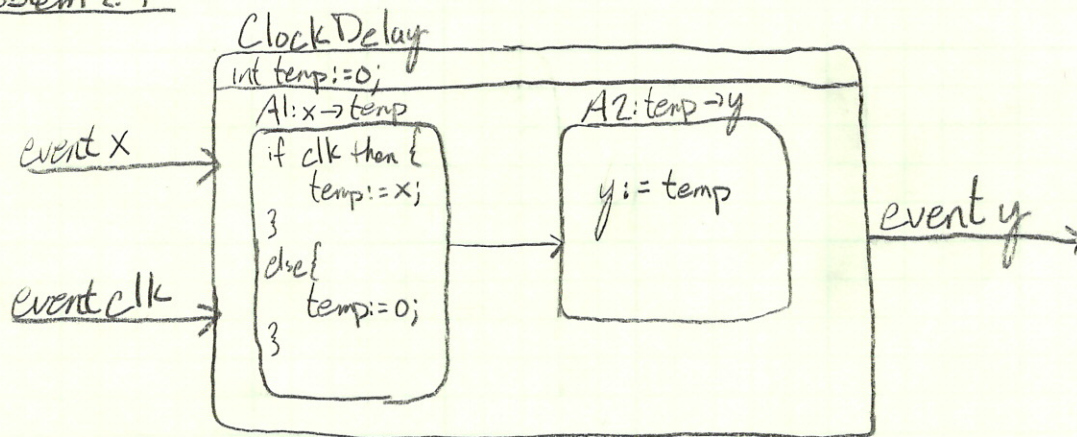 ClockDelay
int temp:=0;
A1: x→temp
if clk then {
temp:=x;
}
else{
temp:=0;
}
A2: temp→y
y:= temp
event x
event clk
event y